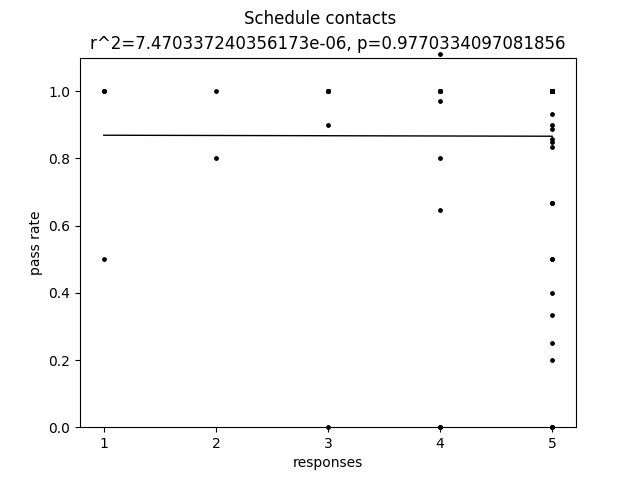 Schedule contacts
r^2=7.470337240356173e-06, p=0.9770334097081856
1.0
0.8
0.6
0.4
0.2
0.0
pass rate
1 2 3 4 5
responses